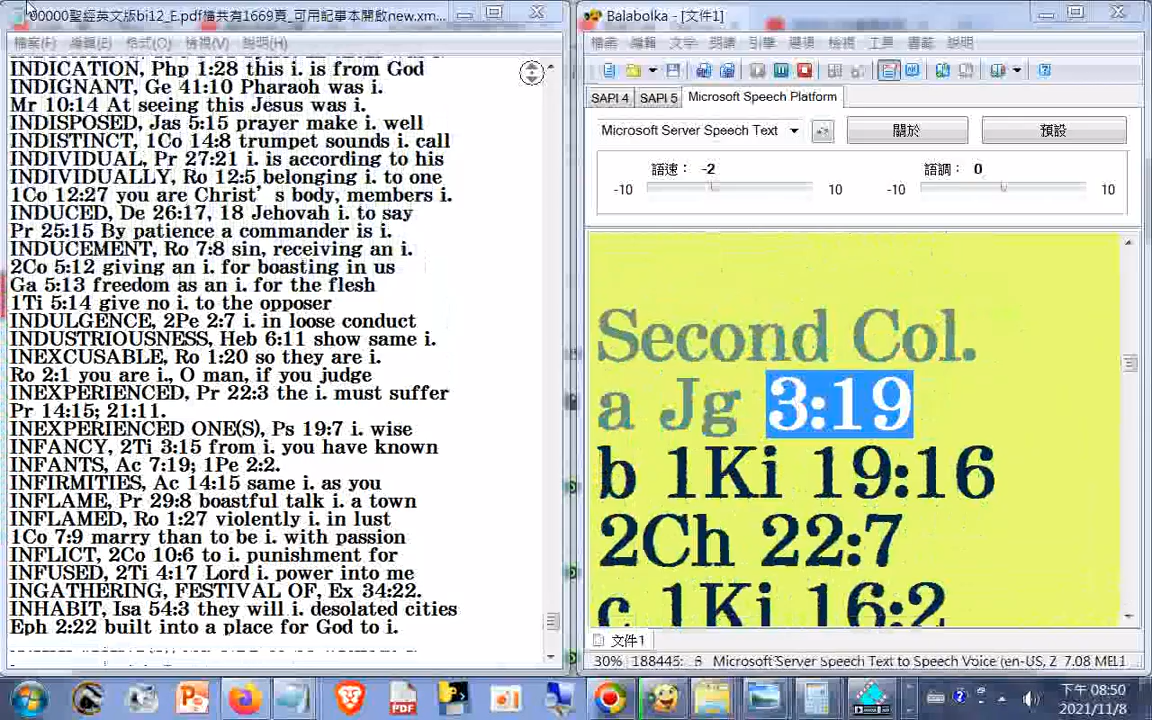 00000聖經英文版bi12_E.pdf檔共有1669頁_可用記事本開啟new.xm...
檔案(F) 編輯(E) 格式(O) 檢視(V) 說明(H)
INDICATION, Php 1:28 this i. is from God
INDIGNANT, Ge 41:10 Pharaoh was i.
Mr 10:14 At seeing this Jesus was i.
INDISPOSED, Jas 5:15 prayer make i. well
INDISTINCT, 1Co 14:8 trumpet sounds i. call
INDIVIDUAL, Pr 27:21 i. is according to his
INDIVIDUALLY, Ro 12:5 belonging i. to one
1Co 12:27 you are Christ’s body, members i.
INDUCED, De 26:17, 18 Jehovah i. to say
Pr 25:15 By patience a commander is i.
INDUCEMENT, Ro 7:8 sin, receiving an i.
2Co 5:12 giving an i. for boasting in us
Ga 5:13 freedom as an i. for the flesh
1Ti 5:14 give no i. to the opposer
INDULGENCE, 2Pe 2:7 i. in loose conduct
INDUSTRIOUSNESS, Heb 6:11 show same i.
INEXCUSABLE, Ro 1:20 so they are i.
Ro 2:1 you are i., O man, if you judge
INEXPERIENCED, Pr 22:3 the i. must suffer
Pr 14:15; 21:11.
INEXPERIENCED ONE(S), Ps 19:7 i. wise
INFANCY, 2Ti 3:15 from i. you have known
INFANTS, Ac 7:19; 1Pe 2:2.
INFIRMITIES, Ac 14:15 same i. as you
INFLAME, Pr 29:8 boastful talk i. a town
INFLAMED, Ro 1:27 violently i. in lust
1Co 7:9 marry than to be i. with passion
INFLICT, 2Co 10:6 to i. punishment for
INFUSED, 2Ti 4:17 Lord i. power into me
INGATHERING, FESTIVAL OF, Ex 34:22.
INHABIT, Isa 54:3 they will i. desolated cities
Eph 2:22 built into a place for God to i.
Balabolka - [文件1]
檔案 編輯 文字 朗讀 引擎 選項 檢視 工具 書籤 說明
SAPI 4 SAPI 5 Microsoft Speech Platform
Microsoft Server Speech Text 關於 預設
語速： -2 語調： 0
-10 10 -10 10
Second Col.
a Jg 3:19
b 1Ki 19:16
2Ch 22:7
c 1Ki 16:2
文件1
30% 188445: 5 Microsoft Server Speech Text to Speech Voice (en-US, Z 7.08 MEL1
PDF
下午 08:50
2021/11/8